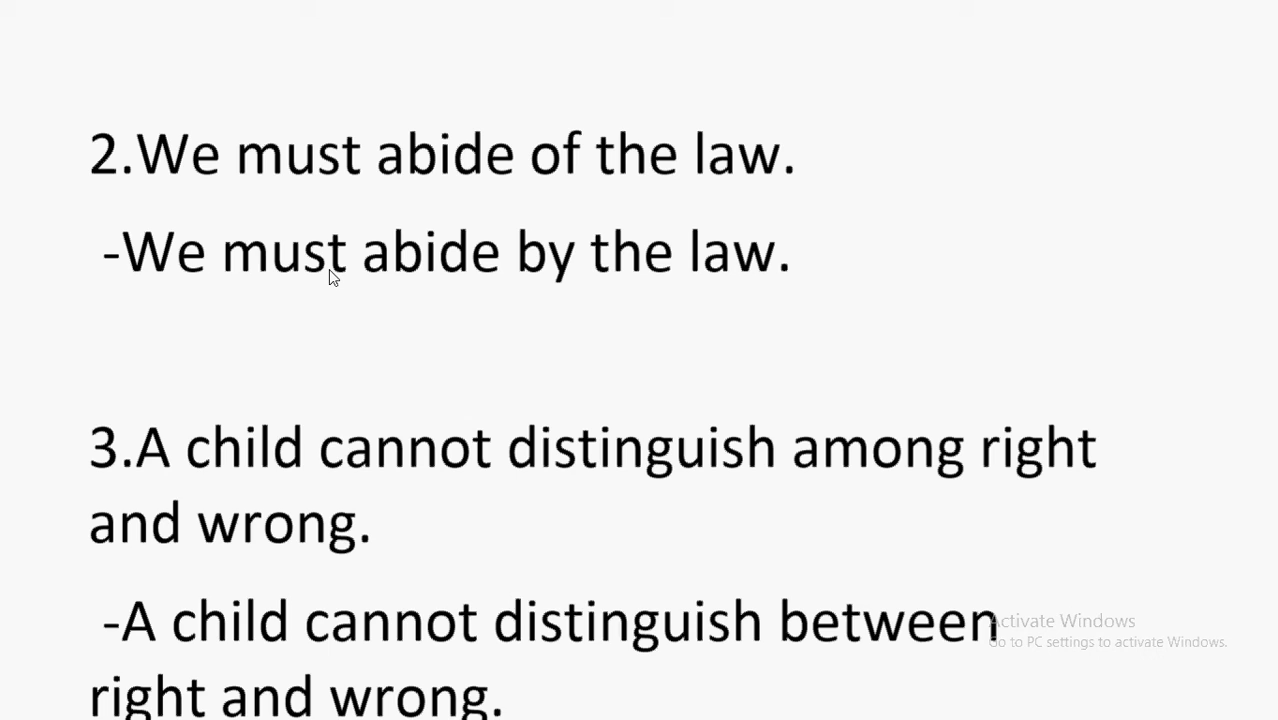 2.We must abide of the law.
-We must abide by the law.
3.A child cannot distinguish among right
and wrong.
-A child cannot distinguish between
right and wrong.
Activate Windows
Go to PC settings to activate Windows.